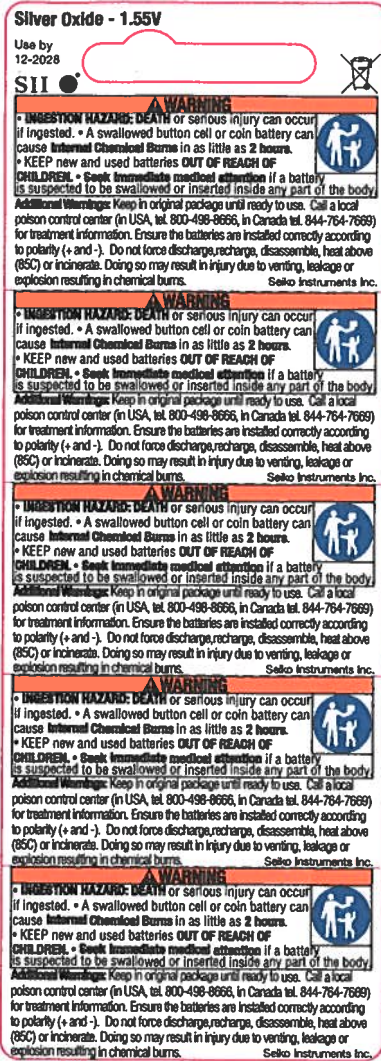 Silver Oxide - 1.55V
Use by
12-2028
SII
WARNING
• INGESTION HAZARD: DEATH or serious injury can occur
if ingested. • A swallowed button cell or coin battery can
cause Internal Chemical Burns in as little as 2 hours.
• KEEP new and used batteries OUT OF REACH OF
CHILDREN. • Seek immediate medical attention if a battery
is suspected to be swallowed or inserted inside any part of the body.
Additional Warnings: Keep in original package until ready to use. Call a local
poison control center (in USA, tel. 800-498-8666, in Canada tel. 844-764-7669)
for treatment information. Ensure the batteries are installed correctly according
to polarity (+ and -). Do not force discharge,recharge, disassemble, heat above
(85C) or incinerate. Doing so may result in injury due to venting, leakage or
explosion resulting in chemical burns. Seiko Instruments Inc.
WARNING
• INGESTION HAZARD: DEATH or serious injury can occur
if ingested. • A swallowed button cell or coin battery can
cause Internal Chemical Burns in as little as 2 hours.
• KEEP new and used batteries OUT OF REACH OF
CHILDREN. • Seek immediate medical attention if a battery
is suspected to be swallowed or inserted inside any part of the body.
Additional Warnings: Keep in original package until ready to use. Call a local
poison control center (in USA, tel. 800-498-8666, in Canada tel. 844-764-7669)
for treatment information. Ensure the batteries are installed correctly according
to polarity (+ and -). Do not force discharge,recharge, disassemble, heat above
(85C) or incinerate. Doing so may result in injury due to venting, leakage or
explosion resulting in chemical burns. Seiko Instruments Inc.
WARNING
• INGESTION HAZARD: DEATH or serious injury can occur
if ingested. • A swallowed button cell or coin battery can
cause Internal Chemical Burns in as little as 2 hours.
• KEEP new and used batteries OUT OF REACH OF
CHILDREN. • Seek immediate medical attention if a battery
is suspected to be swallowed or inserted inside any part of the body.
Additional Warnings: Keep in original package until ready to use. Call a local
poison control center (in USA, tel. 800-498-8666, in Canada tel. 844-764-7669)
for treatment information. Ensure the batteries are installed correctly according
to polarity (+ and -). Do not force discharge,recharge, disassemble, heat above
(85C) or incinerate. Doing so may result in injury due to venting, leakage or
explosion resulting in chemical burns. Seiko Instruments Inc.
WARNING
• INGESTION HAZARD: DEATH or serious injury can occur
if ingested. • A swallowed button cell or coin battery can
cause Internal Chemical Burns in as little as 2 hours.
• KEEP new and used batteries OUT OF REACH OF
CHILDREN. • Seek immediate medical attention if a battery
is suspected to be swallowed or inserted inside any part of the body.
Additional Warnings: Keep in original package until ready to use. Call a local
poison control center (in USA, tel. 800-498-8666, in Canada tel. 844-764-7669)
for treatment information. Ensure the batteries are installed correctly according
to polarity (+ and -). Do not force discharge,recharge, disassemble, heat above
(85C) or incinerate. Doing so may result in injury due to venting, leakage or
explosion resulting in chemical burns. Seiko Instruments Inc.
WARNING
• INGESTION HAZARD: DEATH or serious injury can occur
if ingested. • A swallowed button cell or coin battery can
cause Internal Chemical Burns in as little as 2 hours.
• KEEP new and used batteries OUT OF REACH OF
CHILDREN. • Seek immediate medical attention if a battery
is suspected to be swallowed or inserted inside any part of the body.
Additional Warnings: Keep in original package until ready to use. Call a local
poison control center (in USA, tel. 800-498-8666, in Canada tel. 844-764-7669)
for treatment information. Ensure the batteries are installed correctly according
to polarity (+ and -). Do not force discharge,recharge, disassemble, heat above
(85C) or incinerate. Doing so may result in injury due to venting, leakage or
explosion resulting in chemical burns. Seiko Instruments Inc.